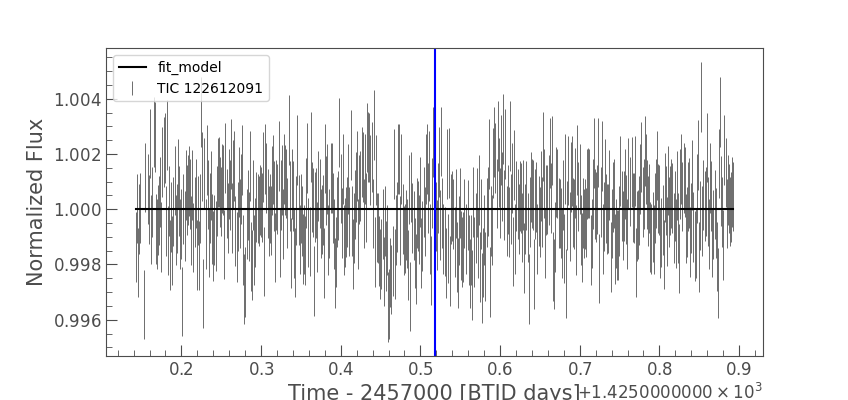 fit_model
TIC 122612091
Normalized Flux
1.004
1.002
1.000
0.998
0.996
0.2 0.3 0.4 0.5 0.6 0.7 0.8 0.9
Time - 2457000 [BTJD days]
+1.4250000000 × 10³